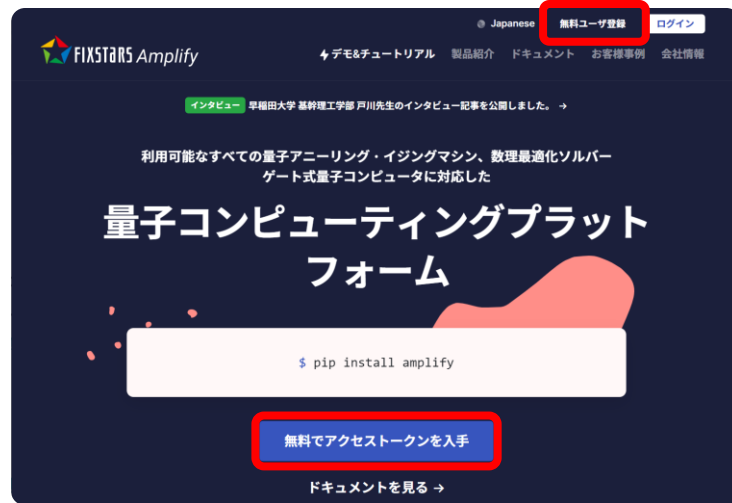 Japanese 無料ユーザ登録 ログイン
FIXSTARS Amplify デモ&チュートリアル 製品紹介 ドキュメント お客様事例 会社情報
インタビュー 早稲田大学 基幹理工学部 戸川先生のインタビュー記事を公開しました。 →
利用可能なすべての量子アニーリング・イジングマシン、数理最適化ソルバー
ゲート式量子コンピュータに対応した
量子コンピューティングプラット
フォーム
$ pip install amplify
無料でアクセストークンを入手
ドキュメントを見る →